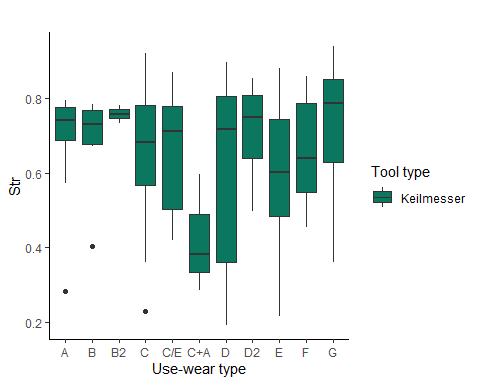 Str
0.8
0.6
0.4
0.2
A B B2 C C/E C+A D D2 E F G
Use-wear type
Tool type
Keilmesser